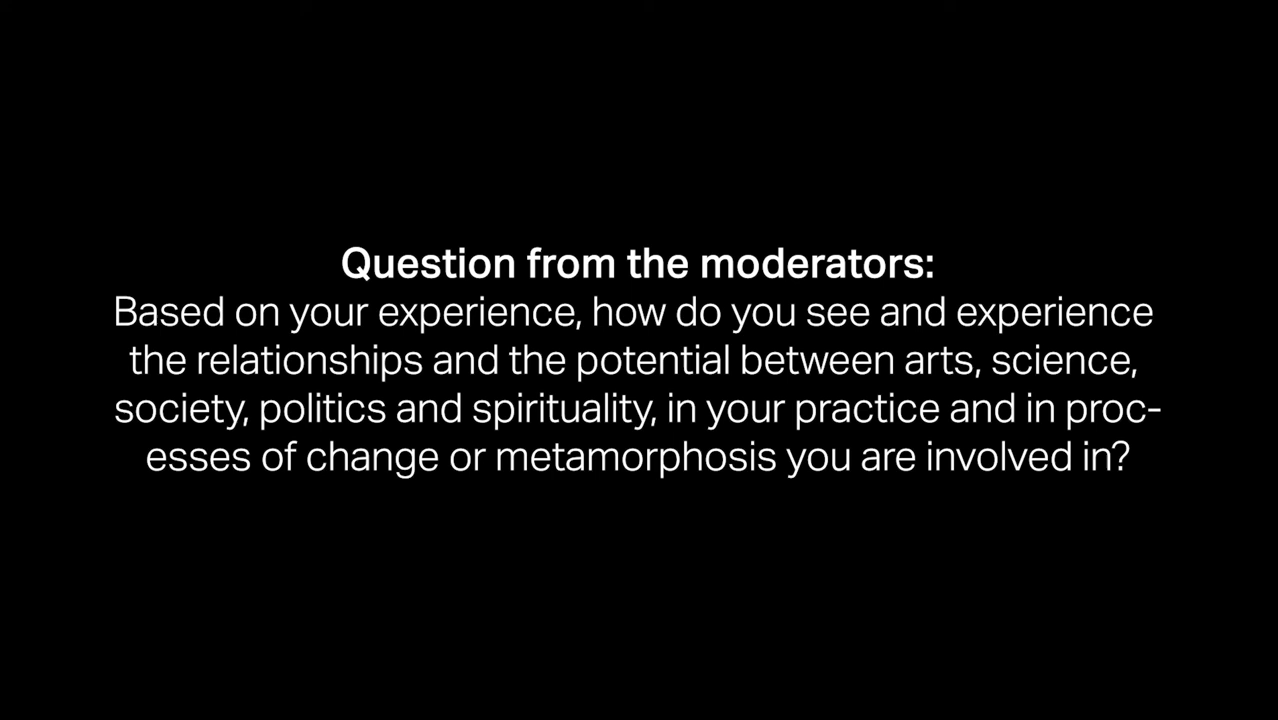 Question from the moderators:
Based on your experience, how do you see and experience
the relationships and the potential between arts, science,
society, politics and spirituality, in your practice and in proc-
esses of change or metamorphosis you are involved in?